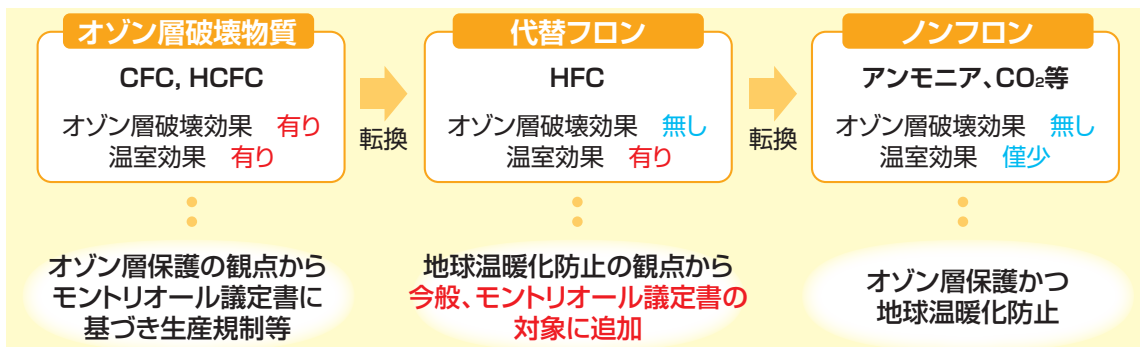 オゾン層破壊物質
CFC, HCFC
オゾン層破壊効果　有り
温室効果　有り
転換
代替フロン
HFC
オゾン層破壊効果　無し
温室効果　有り
転換
ノンフロン
アンモニア、CO₂等
オゾン層破壊効果　無し
温室効果　僅少
オゾン層保護の観点から
モントリオール議定書に
基づき生産規制等
地球温暖化防止の観点から
今般、モントリオール議定書の
対象に追加
オゾン層保護かつ
地球温暖化防止